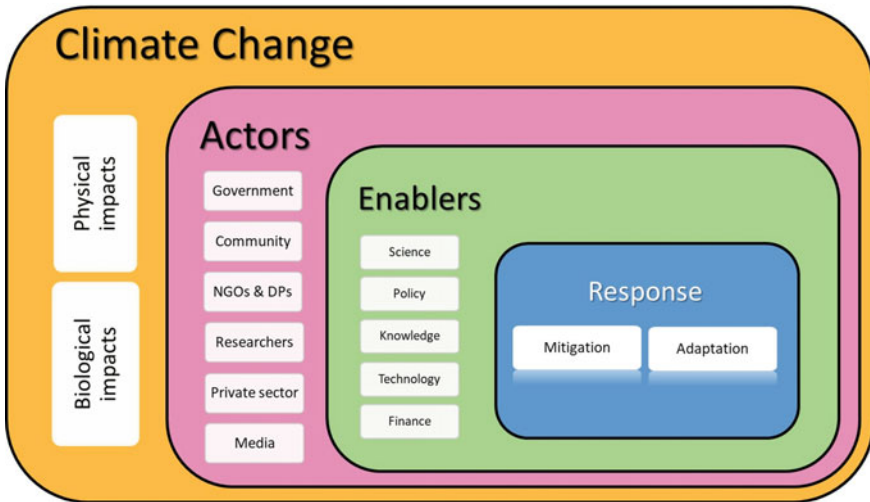 Climate Change
Physical
impacts
Biological
impacts
Actors
Government
Community
NGOs & DPs
Researchers
Private sector
Media
Enablers
Science
Policy
Knowledge
Technology
Finance
Response
Mitigation
Adaptation